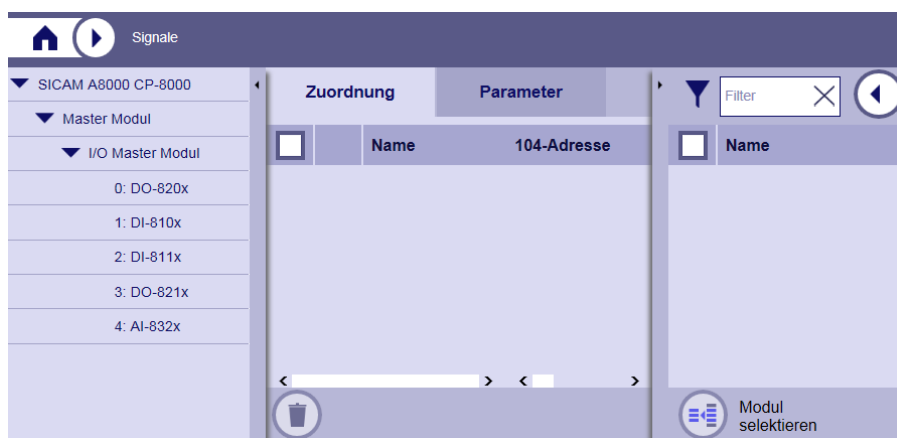 Signale
SICAM A8000 CP-8000
Master Modul
I/O Master Modul
0: DO-820x
1: DI-810x
2: DI-811x
3: DO-821x
4: AI-832x
Zuordnung
Parameter
Name
104-Adresse
Filter
Name
Modul
selektieren